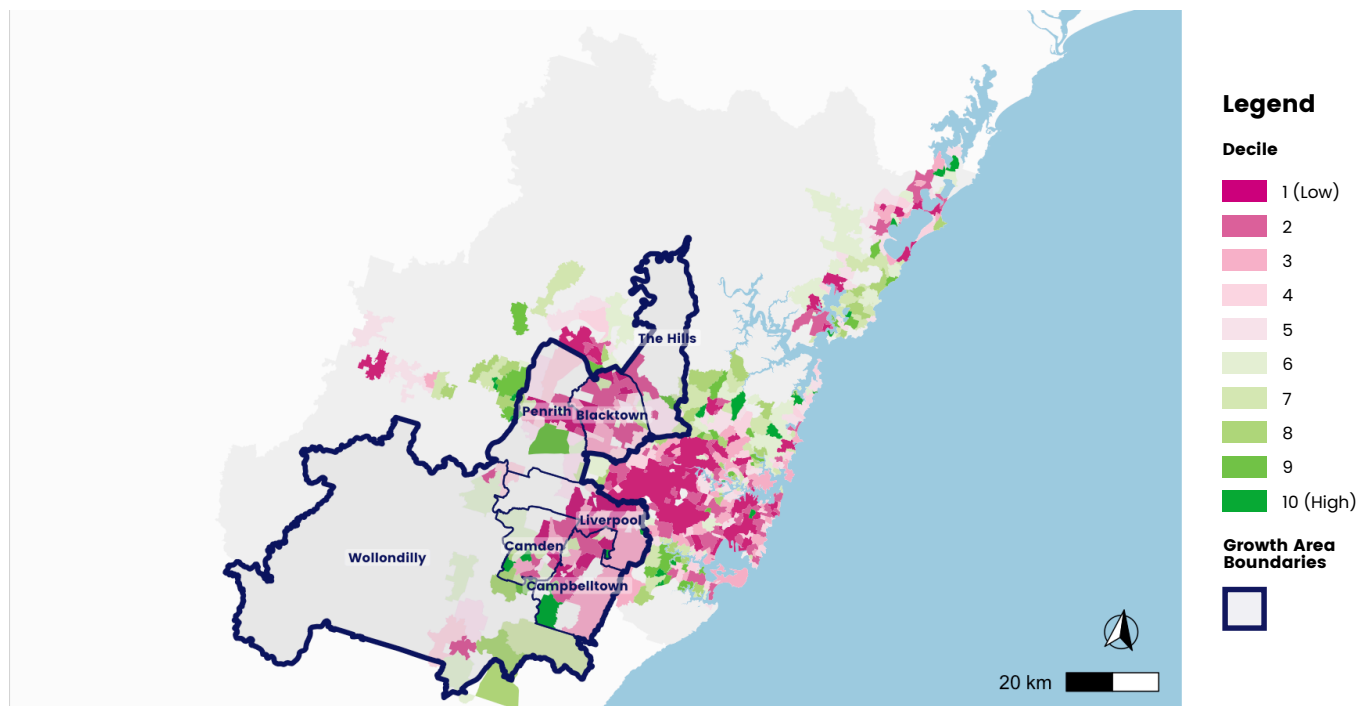 The Hills
Penrith
Blacktown
Liverpool
Camden
Wollondilly
Campbelltown
20 km
Legend
Decile
1 (Low)
2
3
4
5
6
7
8
9
10 (High)
Growth Area
Boundaries